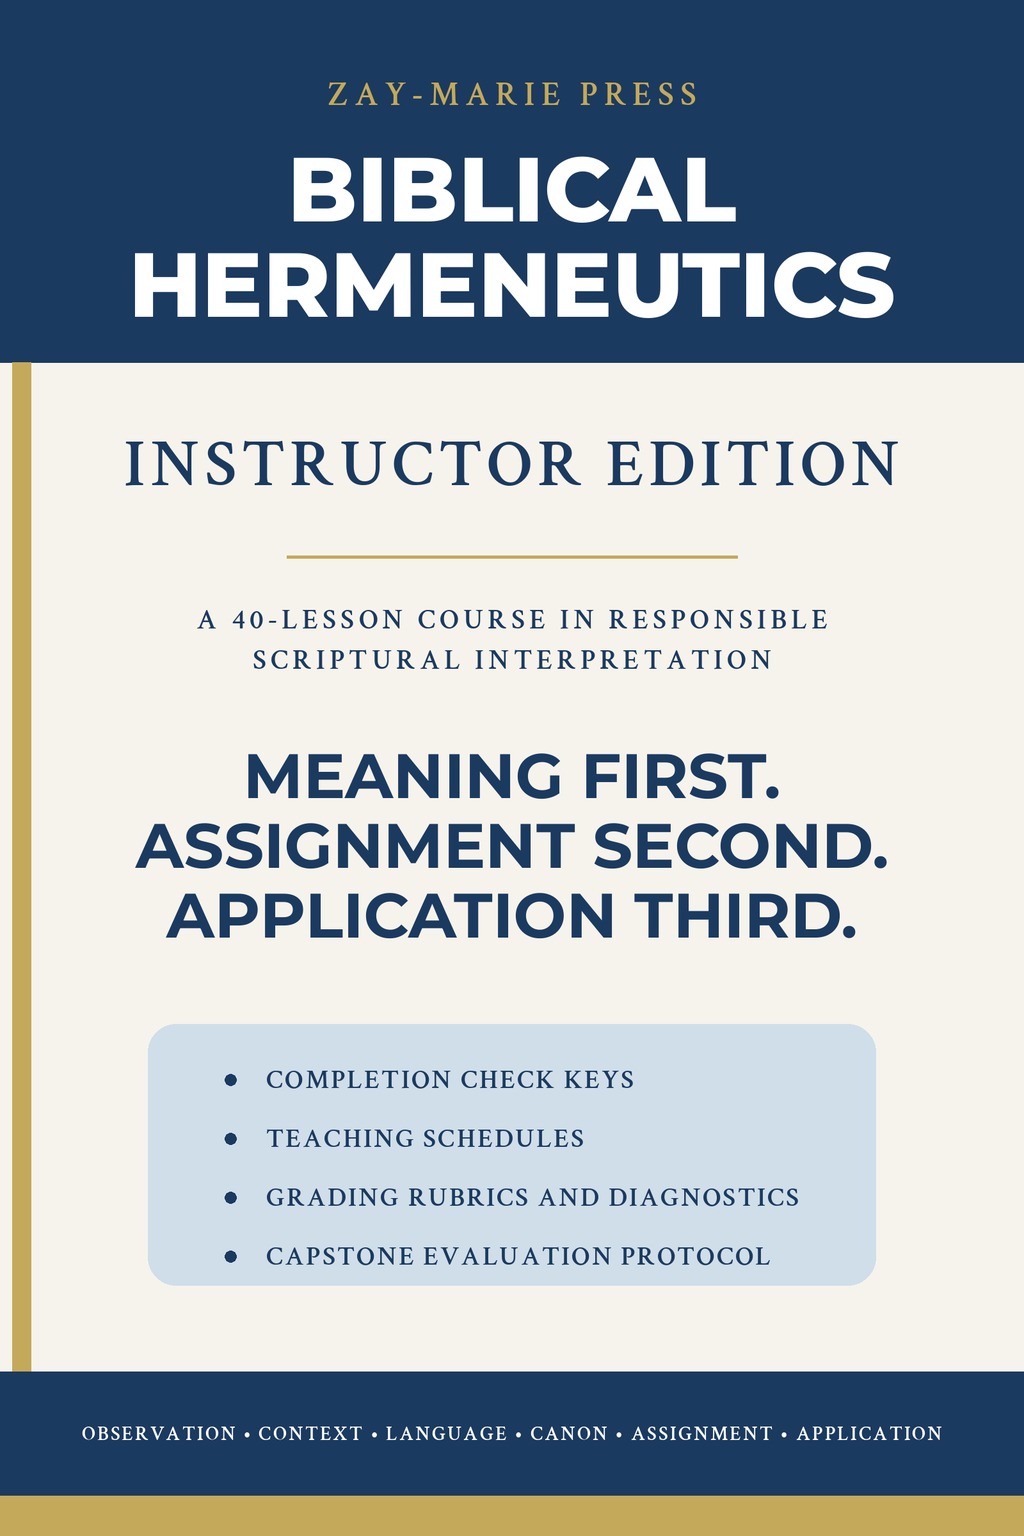 ZAY-MARIE PRESS
BIBLICAL
HERMENEUTICS
INSTRUCTOR EDITION
A 40-LESSON COURSE IN RESPONSIBLE
SCRIPTURAL INTERPRETATION
MEANING FIRST.
ASSIGNMENT SECOND.
APPLICATION THIRD.
• COMPLETION CHECK KEYS
• TEACHING SCHEDULES
• GRADING RUBRICS AND DIAGNOSTICS
• CAPSTONE EVALUATION PROTOCOL
OBSERVATION • CONTEXT • LANGUAGE • CANON • ASSIGNMENT • APPLICATION